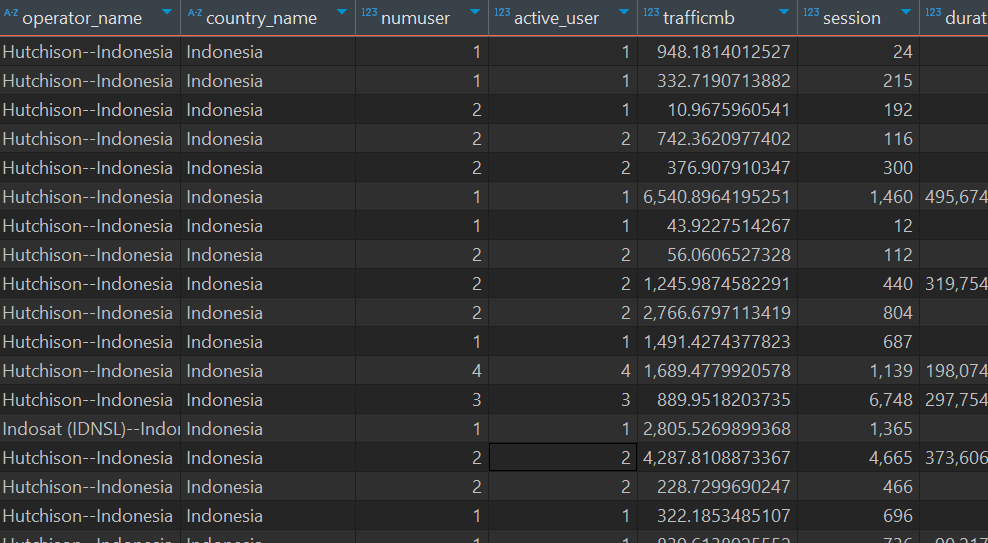 A-Z operator_name A-Z country_name 123 numuser 123 active_user 123 trafficmb 123 session 123 durat
Hutchison--Indonesia Indonesia 1 1 948.1814012527 24
Hutchison--Indonesia Indonesia 1 1 332.7190713882 215
Hutchison--Indonesia Indonesia 2 1 10.9675960541 192
Hutchison--Indonesia Indonesia 2 2 742.3620977402 116
Hutchison--Indonesia Indonesia 2 2 376.907910347 300
Hutchison--Indonesia Indonesia 1 1 6,540.8964195251 1,460 495,674
Hutchison--Indonesia Indonesia 1 1 43.9227514267 12
Hutchison--Indonesia Indonesia 2 2 56.0606527328 112
Hutchison--Indonesia Indonesia 2 2 1,245.9874582291 440 319,754
Hutchison--Indonesia Indonesia 2 2 2,766.6797113419 804
Hutchison--Indonesia Indonesia 1 1 1,491.4274377823 687
Hutchison--Indonesia Indonesia 4 4 1,689.4779920578 1,139 198,074
Hutchison--Indonesia Indonesia 3 3 889.9518203735 6,748 297,754
Indosat (IDNSL)--Indor Indonesia 1 1 2,805.5269899368 1,365
Hutchison--Indonesia Indonesia 2 2 4,287.8108873367 4,665 373,606
Hutchison--Indonesia Indonesia 2 2 228.7299690247 466
Hutchison--Indonesia Indonesia 1 1 322.1853485107 696
Hutchison--Indonesia Indonesia 1 1